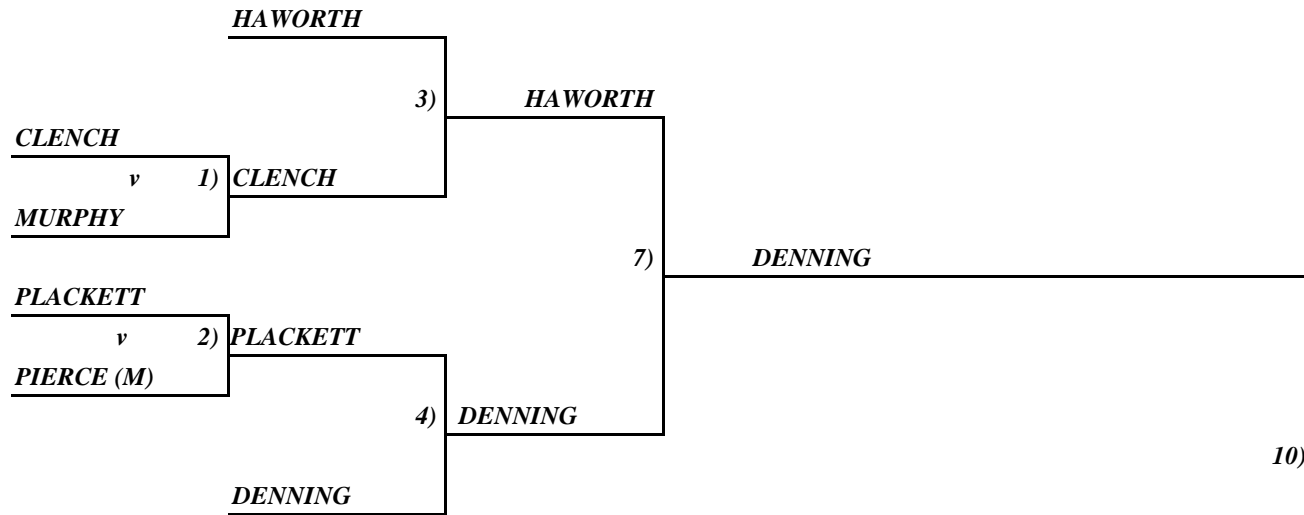 HAWORTH
3) HAWORTH
CLENCH
v 1) CLENCH
MURPHY
7) DENNING
PLACKETT
v 2) PLACKETT
PIERCE (M)
4) DENNING
10)
DENNING